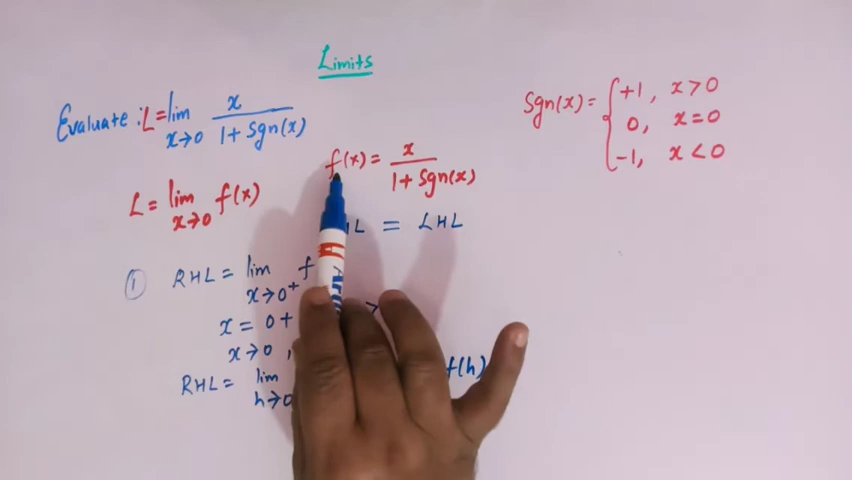 Limits
Evaluate : L = lim x→0 x / 1 + Sgn(x)
Sgn(x) = { +1, x > 0
0, x = 0
-1, x < 0
f(x) = x / 1 + Sgn(x)
L = lim x→0 f(x)
HL = LHL
① RHL = lim x→0+ f
x = 0 +
x→0,
RHL = lim h→0 f(h)